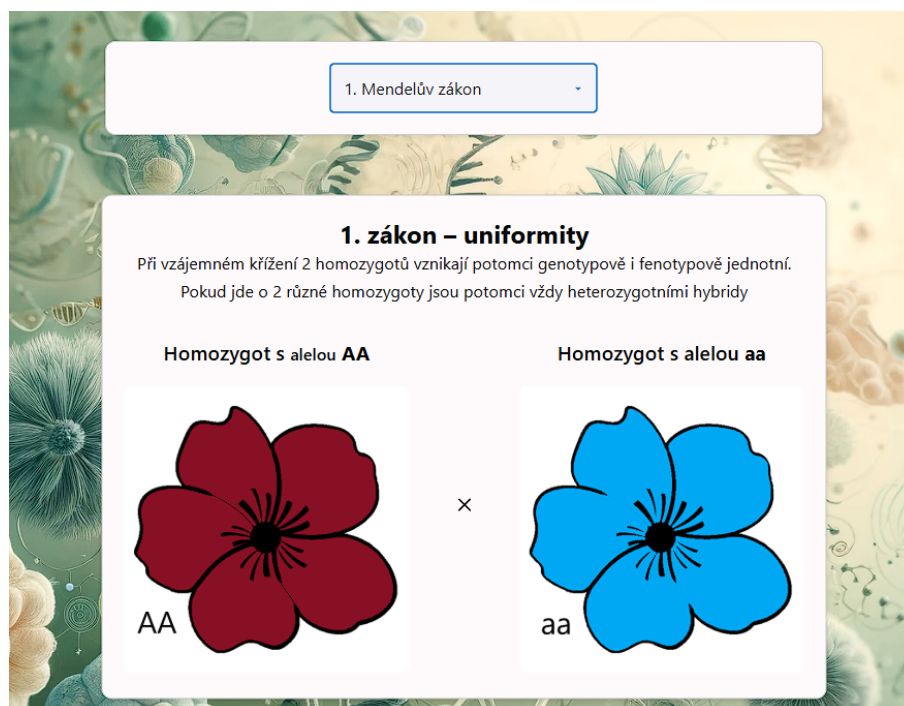 1. Mendelův zákon
1. zákon – uniformity
Při vzájemném křížení 2 homozygotů vznikají potomci genotypově i fenotypově jednotní.
Pokud jde o 2 různé homozygoty jsou potomci vždy heterozygotními hybridy
Homozygot s alelou AA
Homozygot s alelou aa
×
AA
aa